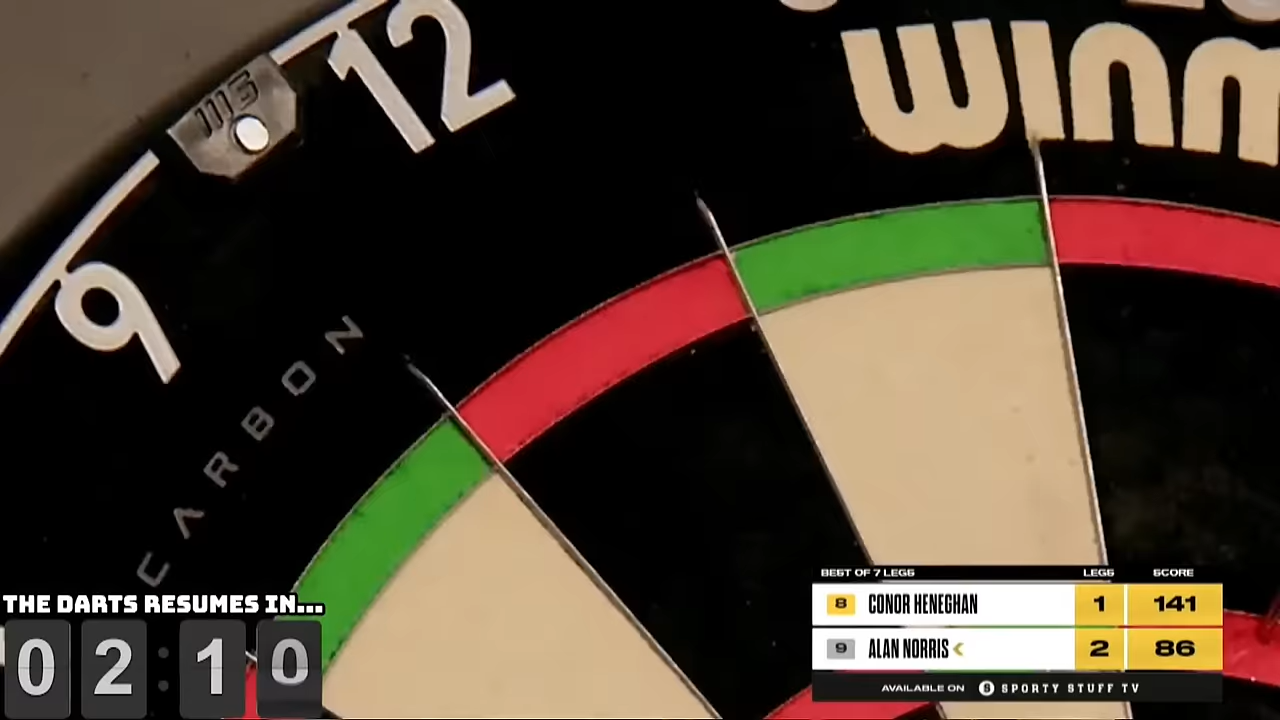 12
9
CARBON
THE DARTS RESUMES IN...
02:10
BEST OF 7 LEGS LEGS SCORE
8 CONOR HENEGHAN 1 141
9 ALAN NORRIS 2 86
AVAILABLE ON S SPORTY STUFF TV